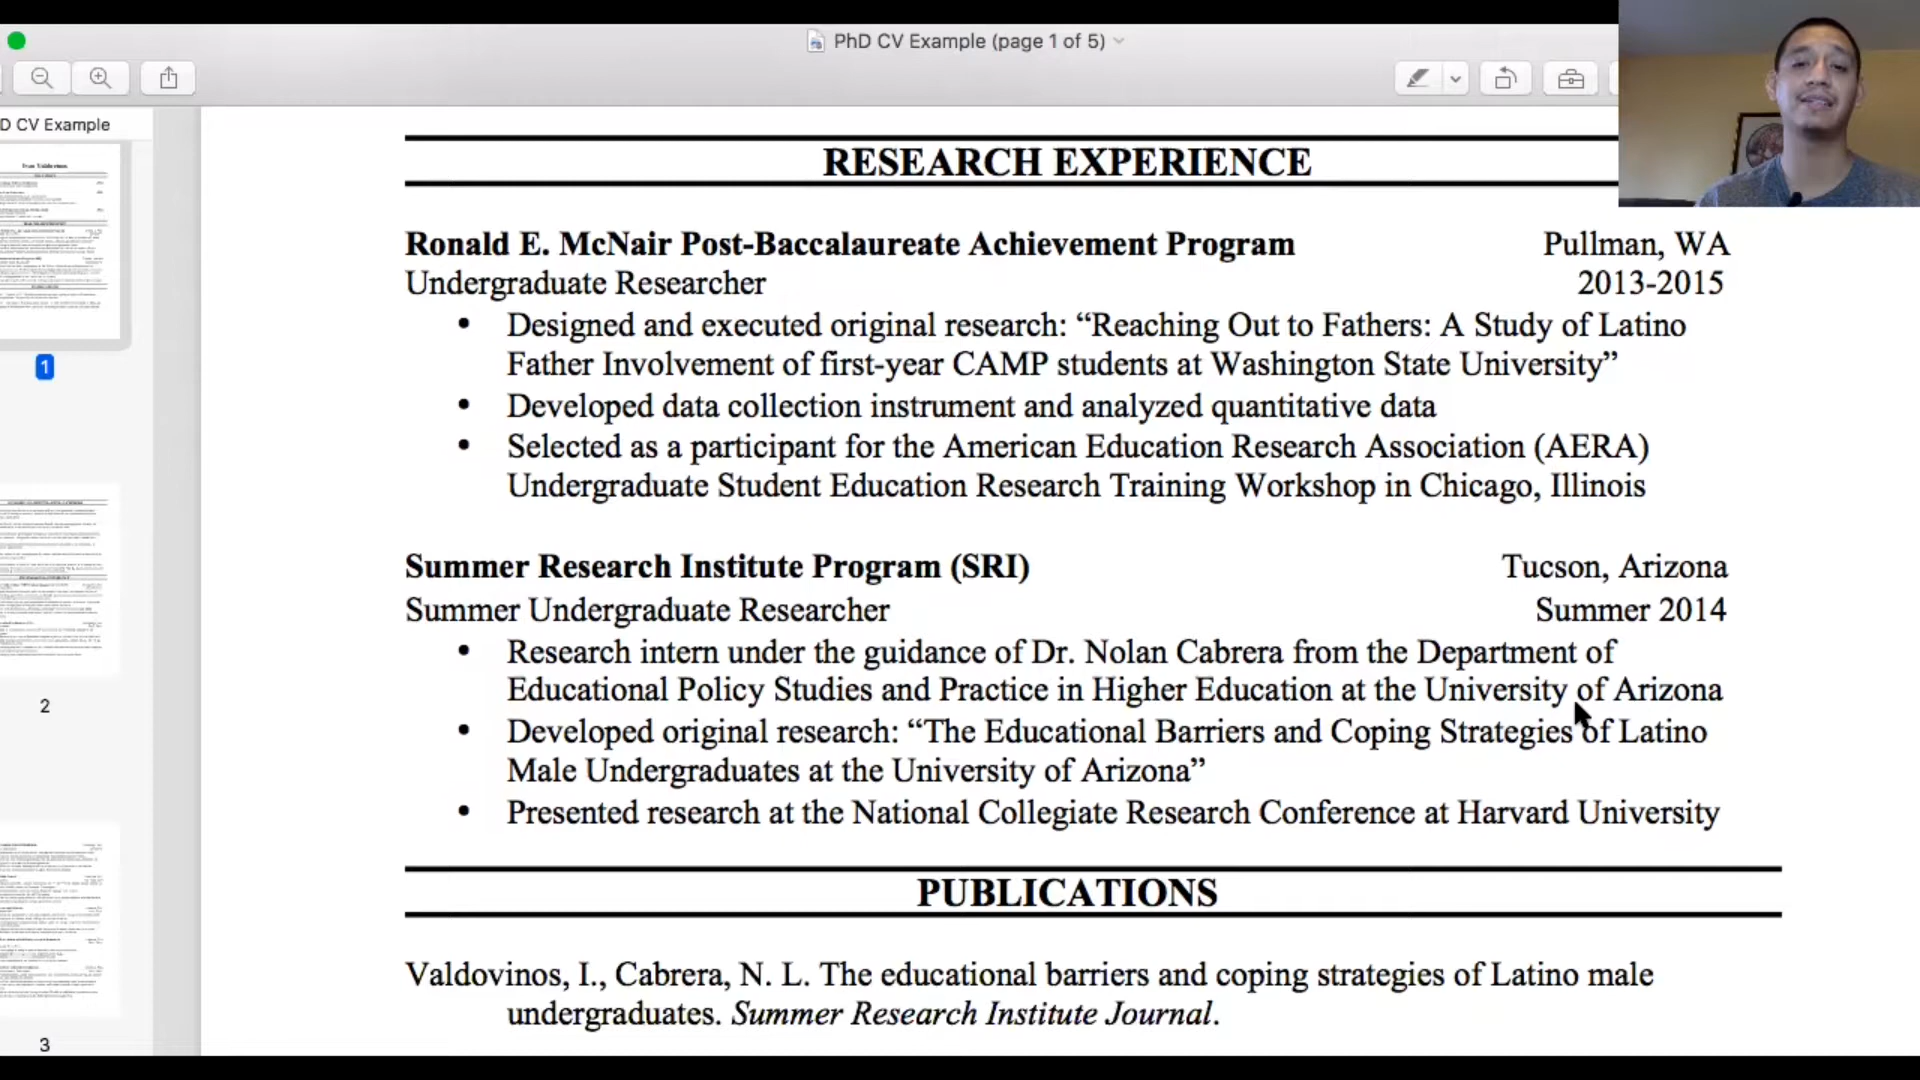 PhD CV Example (page 1 of 5)
D CV Example
1
2
3
RESEARCH EXPERIENCE
Ronald E. McNair Post-Baccalaureate Achievement Program Pullman, WA
Undergraduate Researcher 2013-2015
• Designed and executed original research: “Reaching Out to Fathers: A Study of Latino
Father Involvement of first-year CAMP students at Washington State University”
• Developed data collection instrument and analyzed quantitative data
• Selected as a participant for the American Education Research Association (AERA)
Undergraduate Student Education Research Training Workshop in Chicago, Illinois
Summer Research Institute Program (SRI) Tucson, Arizona
Summer Undergraduate Researcher Summer 2014
• Research intern under the guidance of Dr. Nolan Cabrera from the Department of
Educational Policy Studies and Practice in Higher Education at the University of Arizona
• Developed original research: “The Educational Barriers and Coping Strategies of Latino
Male Undergraduates at the University of Arizona”
• Presented research at the National Collegiate Research Conference at Harvard University
PUBLICATIONS
Valdovinos, I., Cabrera, N. L. The educational barriers and coping strategies of Latino male
undergraduates. Summer Research Institute Journal.